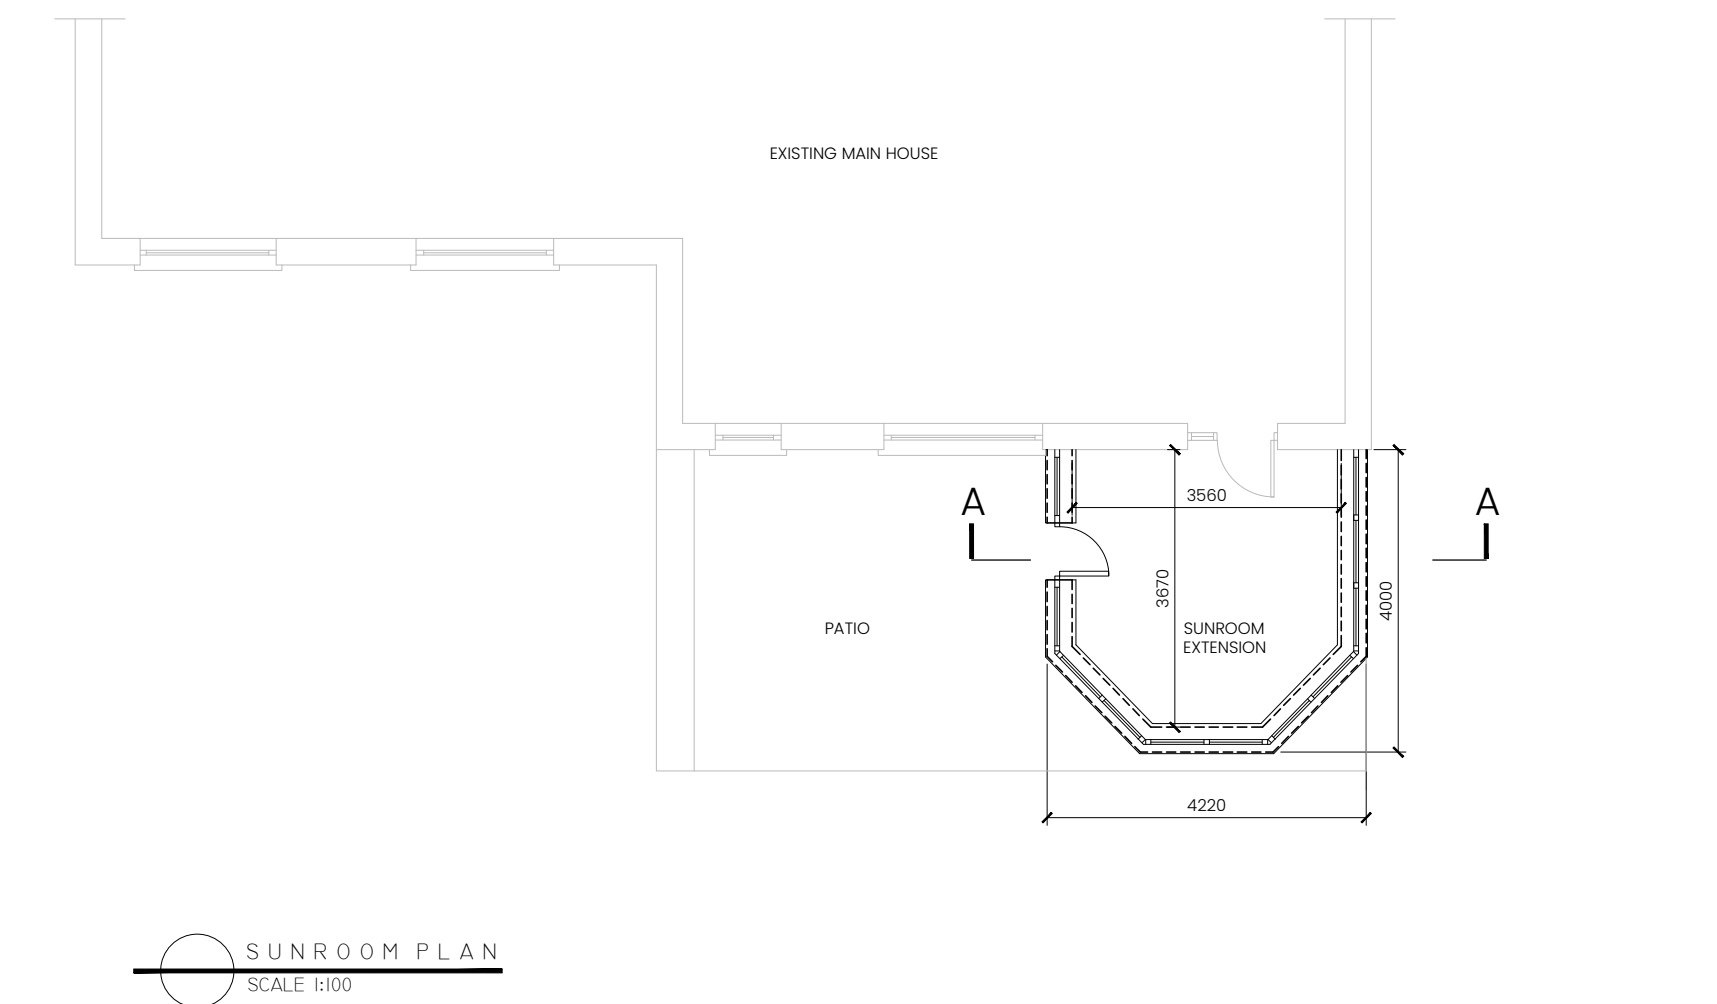 EXISTING MAIN HOUSE
A
3560
A
3670
4000
PATIO
SUNROOM
EXTENSION
4220
SUNROOM PLAN
SCALE 1:100